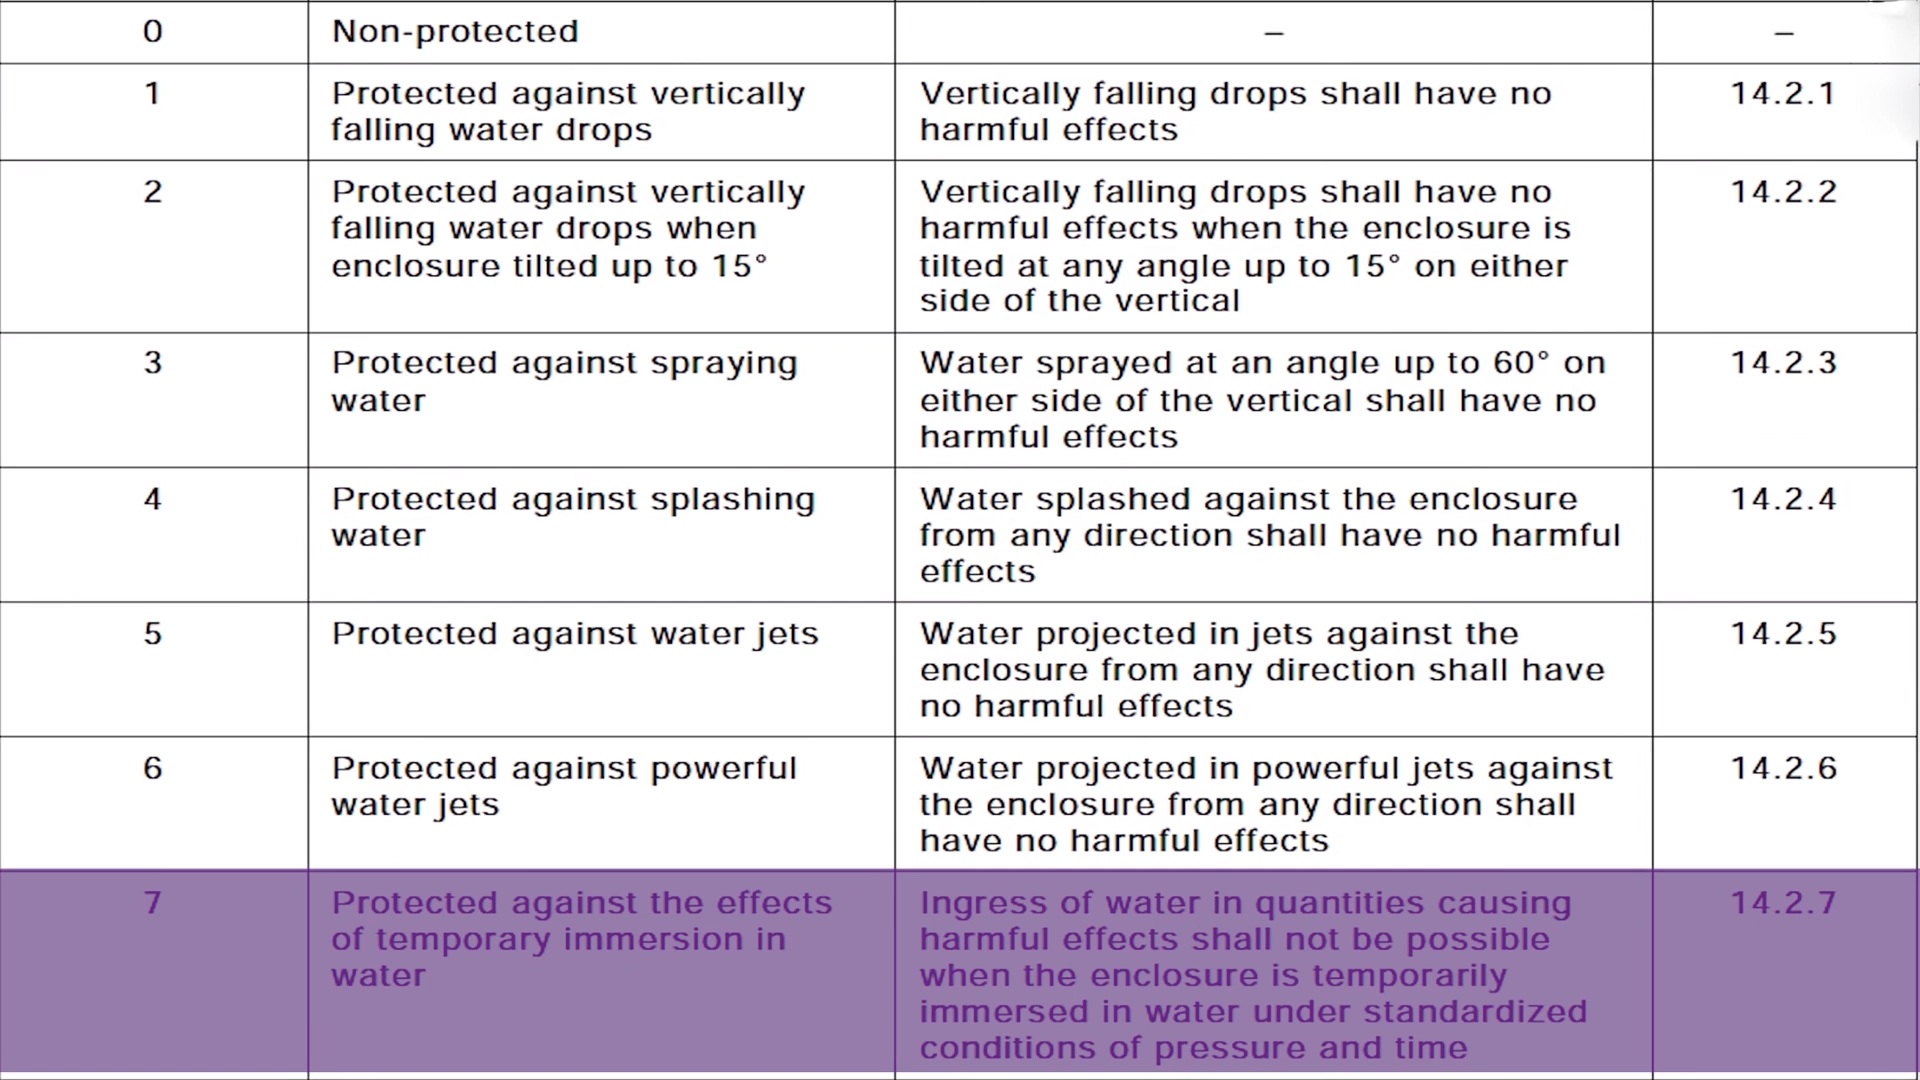 0
Non-protected
–
–
1
Protected against vertically
falling water drops
Vertically falling drops shall have no
harmful effects
14.2.1
2
Protected against vertically
falling water drops when
enclosure tilted up to 15°
Vertically falling drops shall have no
harmful effects when the enclosure is
tilted at any angle up to 15° on either
side of the vertical
14.2.2
3
Protected against spraying
water
Water sprayed at an angle up to 60° on
either side of the vertical shall have no
harmful effects
14.2.3
4
Protected against splashing
water
Water splashed against the enclosure
from any direction shall have no harmful
effects
14.2.4
5
Protected against water jets
Water projected in jets against the
enclosure from any direction shall have
no harmful effects
14.2.5
6
Protected against powerful
water jets
Water projected in powerful jets against
the enclosure from any direction shall
have no harmful effects
14.2.6
7
Protected against the effects
of temporary immersion in
water
Ingress of water in quantities causing
harmful effects shall not be possible
when the enclosure is temporarily
immersed in water under standardized
conditions of pressure and time
14.2.7